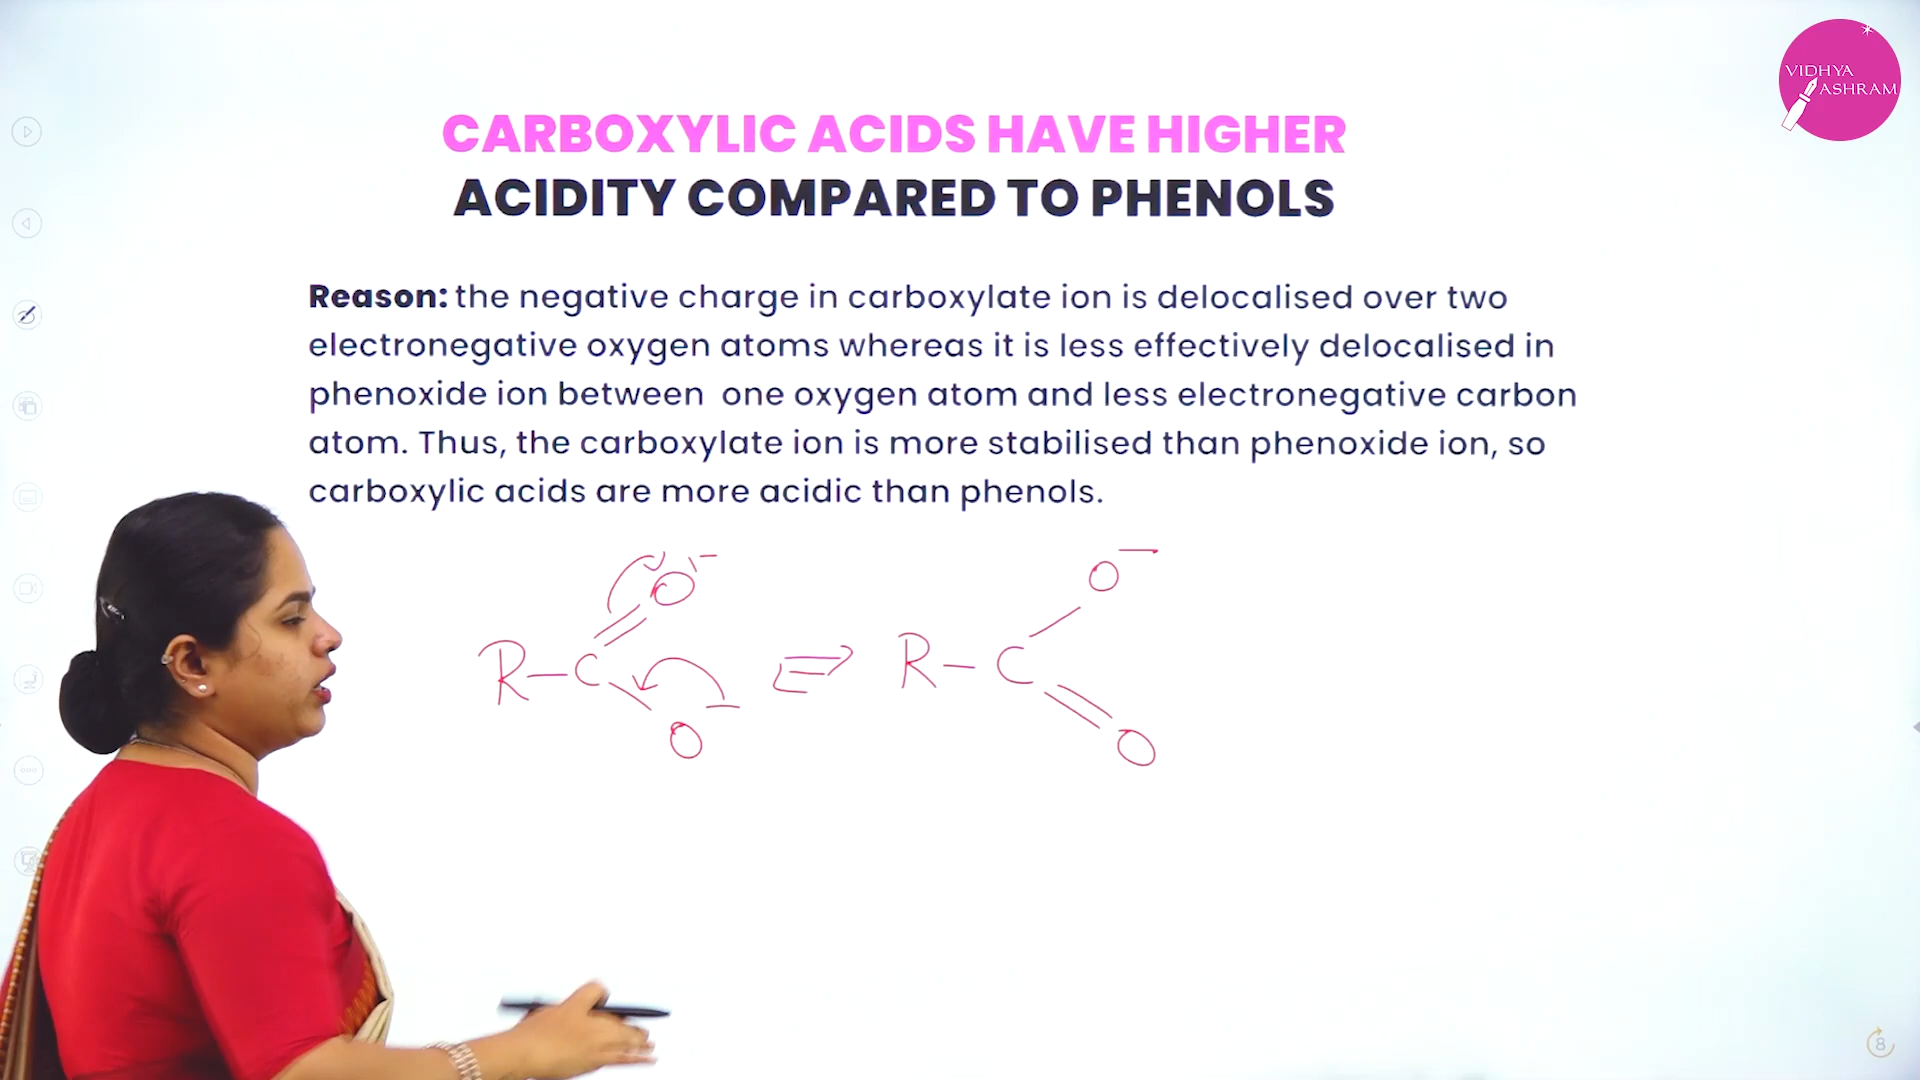 VIDHYA
ASHRAM
CARBOXYLIC ACIDS HAVE HIGHER
ACIDITY COMPARED TO PHENOLS
Reason: the negative charge in carboxylate ion is delocalised over two
electronegative oxygen atoms whereas it is less effectively delocalised in
phenoxide ion between one oxygen atom and less electronegative carbon
atom. Thus, the carboxylate ion is more stabilised than phenoxide ion, so
carboxylic acids are more acidic than phenols.
O⁻ O⁻
R–C ⇌ R–C
O⁻ O
8